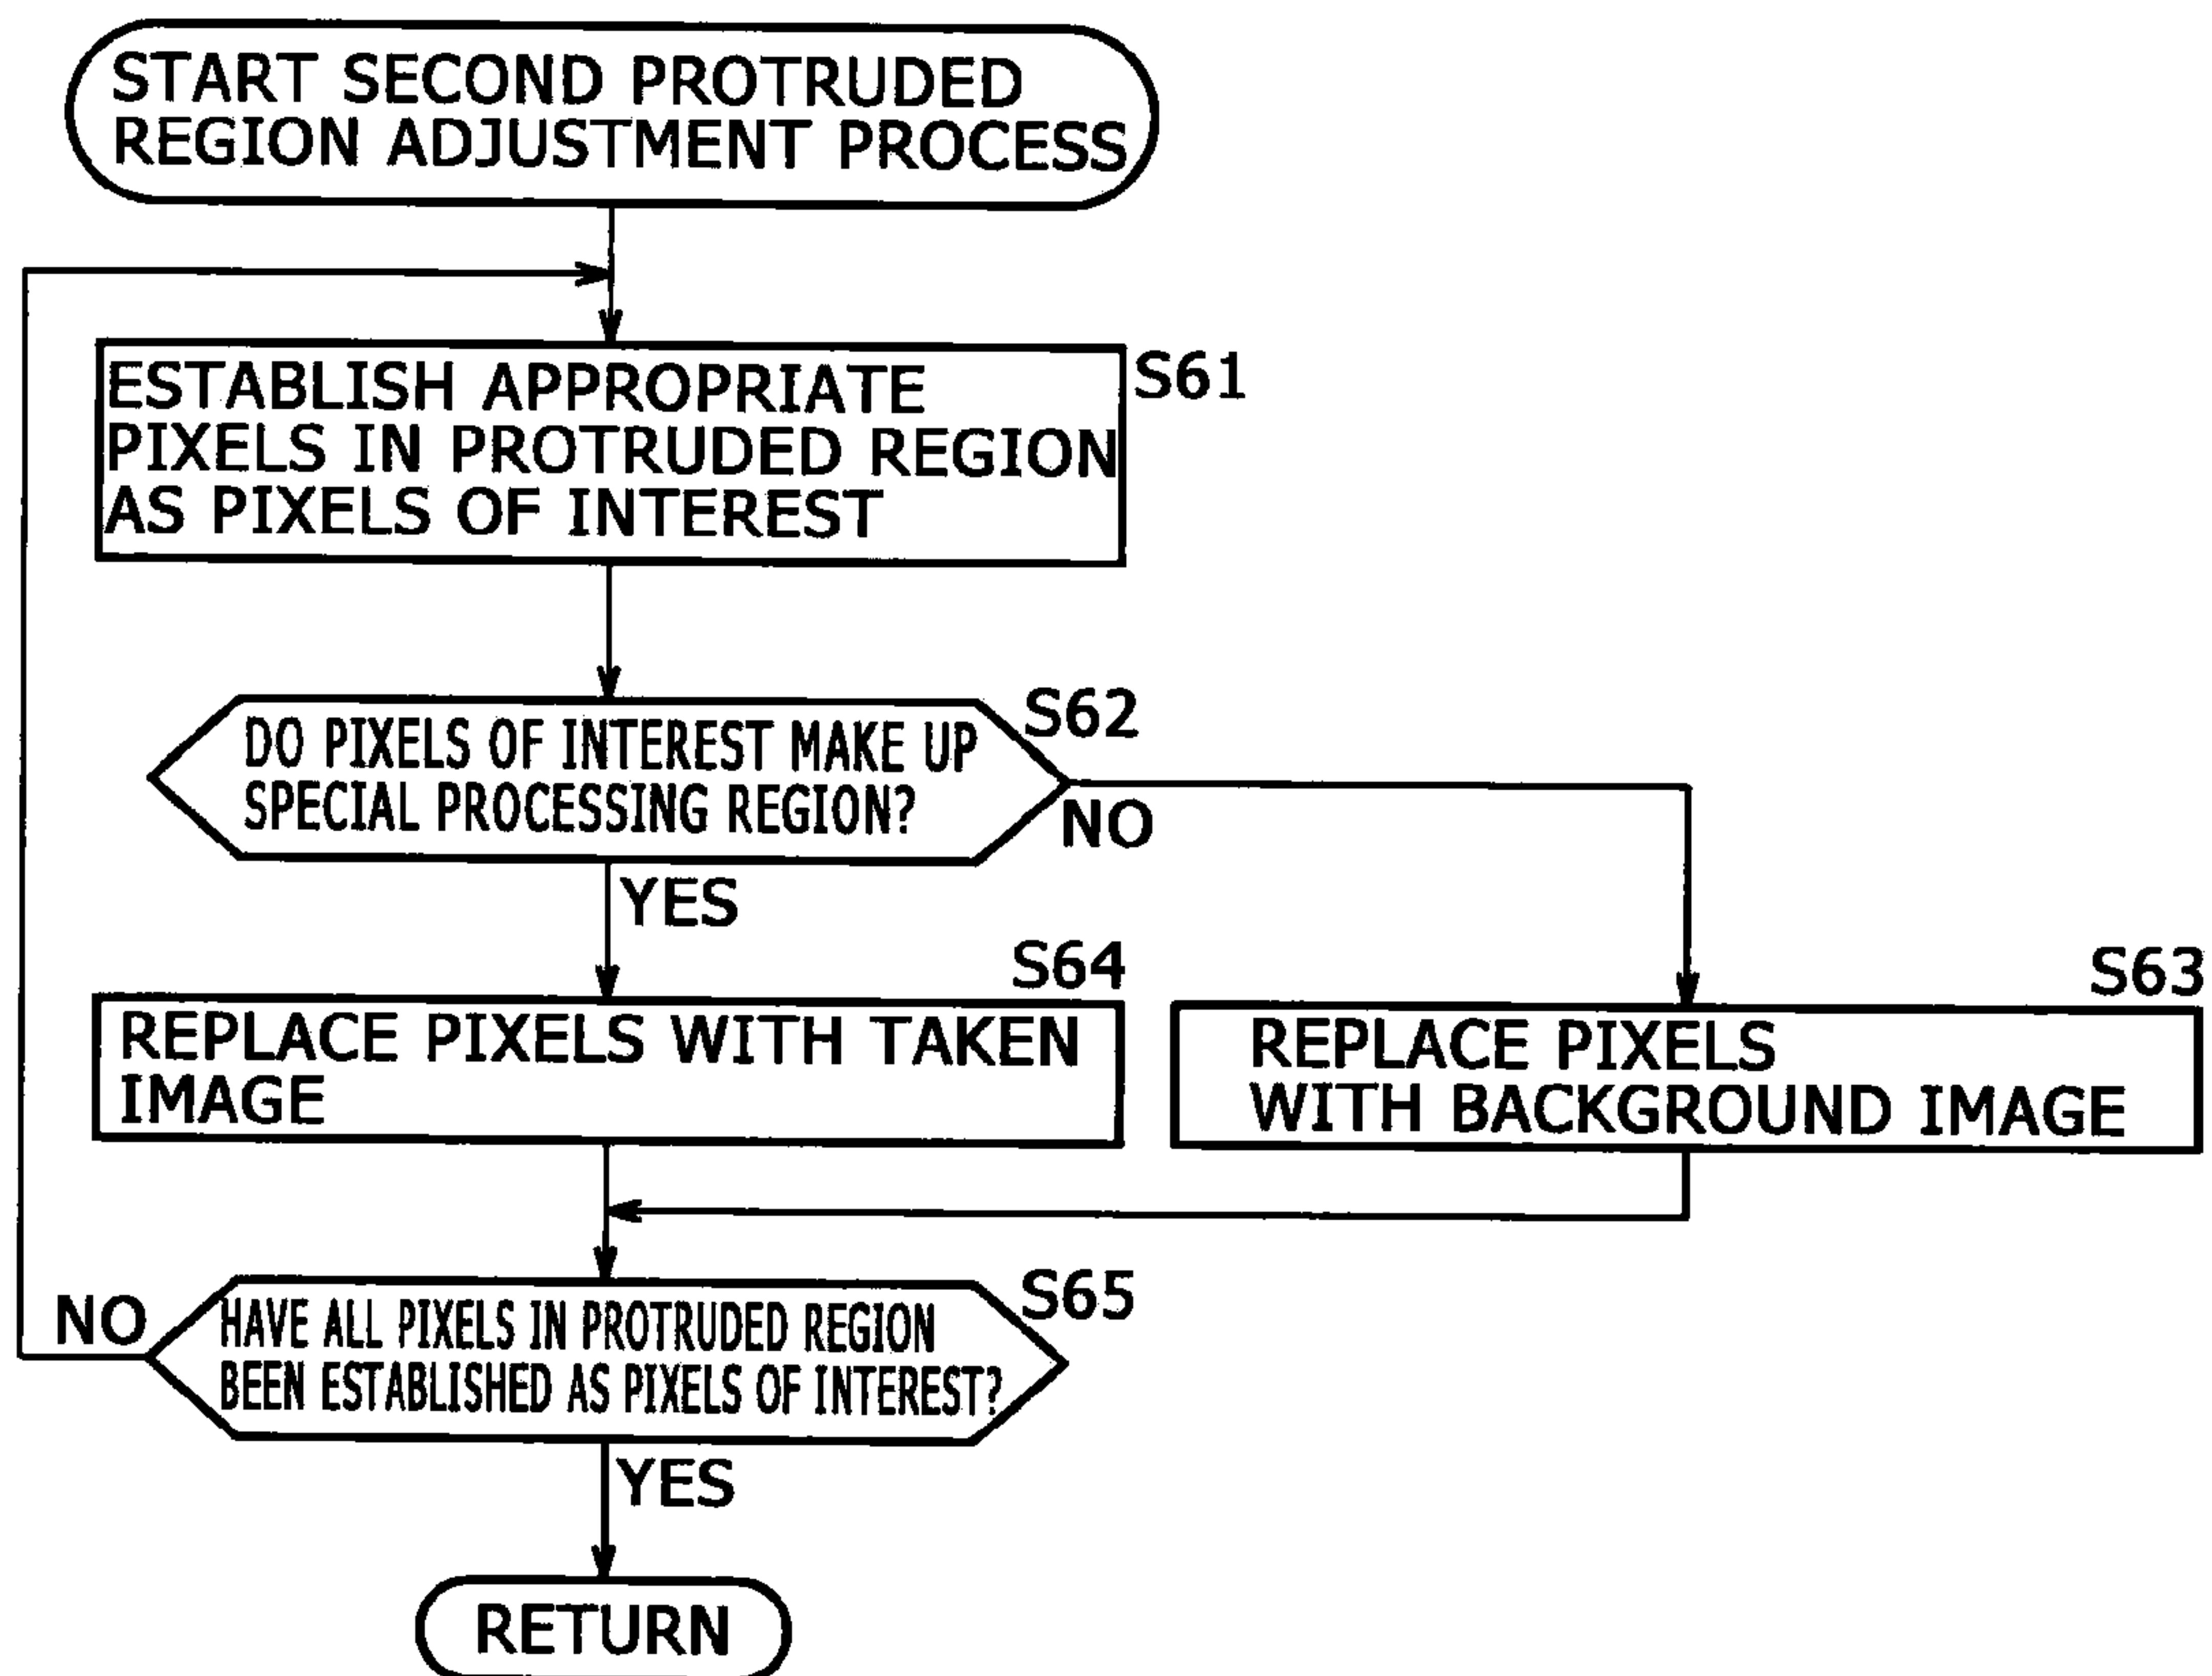 START SECOND PROTRUDED
REGION ADJUSTMENT PROCESS
ESTABLISH APPROPRIATE
PIXELS IN PROTRUDED REGION
AS PIXELS OF INTEREST
S61
DO PIXELS OF INTEREST MAKE UP
SPECIAL PROCESSING REGION?
S62
NO
YES
S64
REPLACE PIXELS WITH TAKEN
IMAGE
S63
REPLACE PIXELS
WITH BACKGROUND IMAGE
NO
HAVE ALL PIXELS IN PROTRUDED REGION
BEEN ESTABLISHED AS PIXELS OF INTEREST?
S65
YES
RETURN